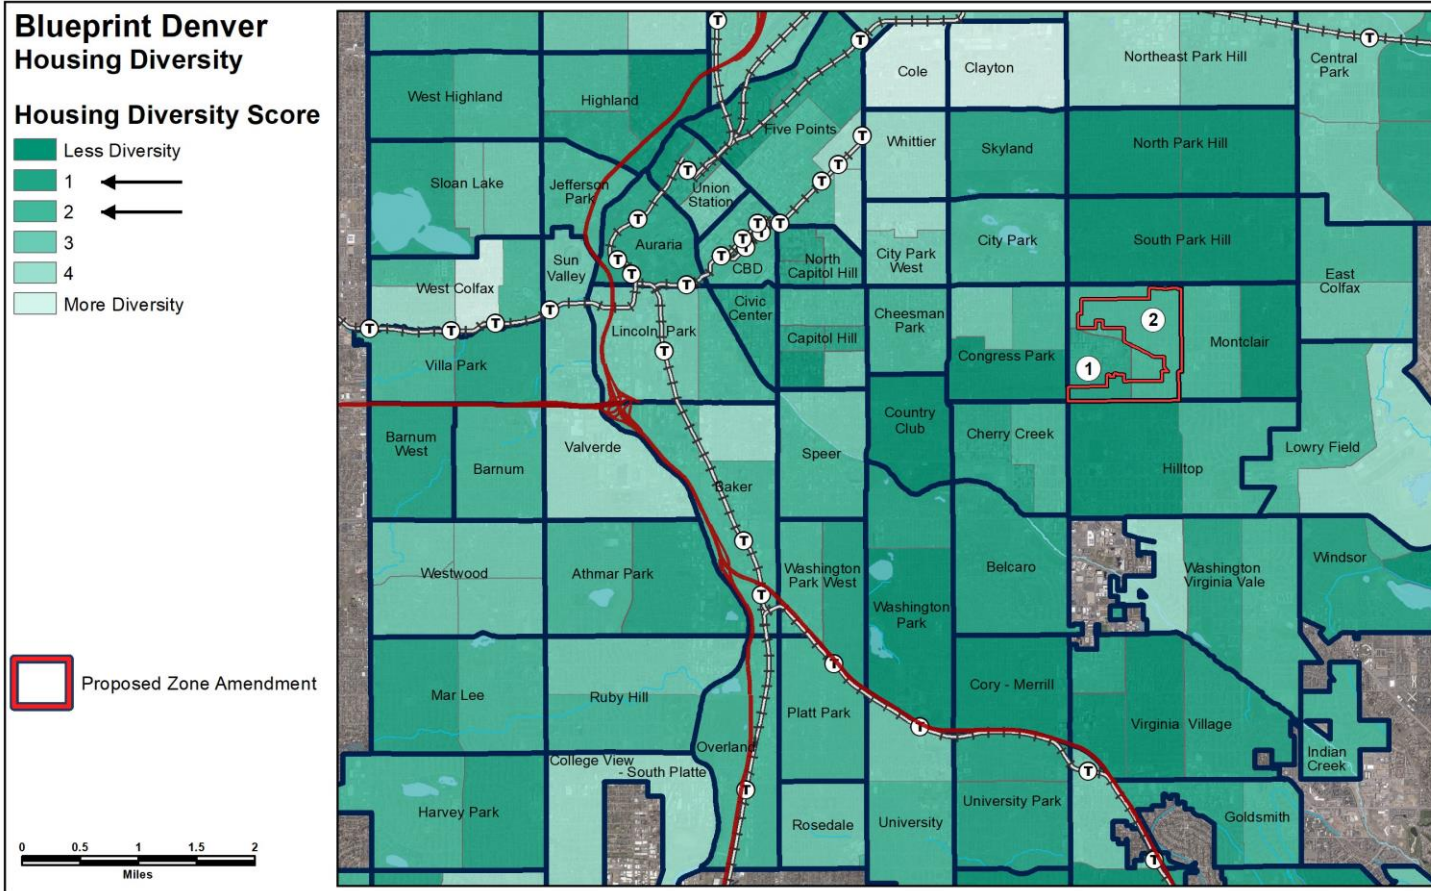 Blueprint Denver
Housing Diversity
Housing Diversity Score
Less Diversity
1
2
3
4
More Diversity
Proposed Zone Amendment
0 0.5 1 1.5 2
Miles
T
T
T
Cole
Clayton
Northeast Park Hill
Central
Park
West Highland
Highland
Five Points
T
Whittier
Skyland
North Park Hill
Sloan Lake
Jefferson
Park
T
Union
Station
T
T
T
Auraria
T
T
T
T
T
T
T
T
T
CBD
North
Capitol Hill
City Park
West
City Park
South Park Hill
East
Colfax
West Colfax
Sun
Valley
T
T
T
T
Lincoln Park
Civic
Center
Capitol Hill
Cheesman
Park
Congress Park
2
1
Montclair
Villa Park
T
Barnum
West
Barnum
Valverde
Baker
Speer
Country
Club
Cherry Creek
Hilltop
Lowry Field
T
Westwood
Athmar Park
T
Washington
Park West
Washington
Park
Belcaro
Washington
Virginia Vale
Windsor
Mar Lee
Ruby Hill
T
Platt Park
T
Cory - Merrill
Virginia Village
Indian
Creek
Overland
College View
- South Platte
T
T
Harvey Park
Rosedale
University
University Park
Goldsmith
T